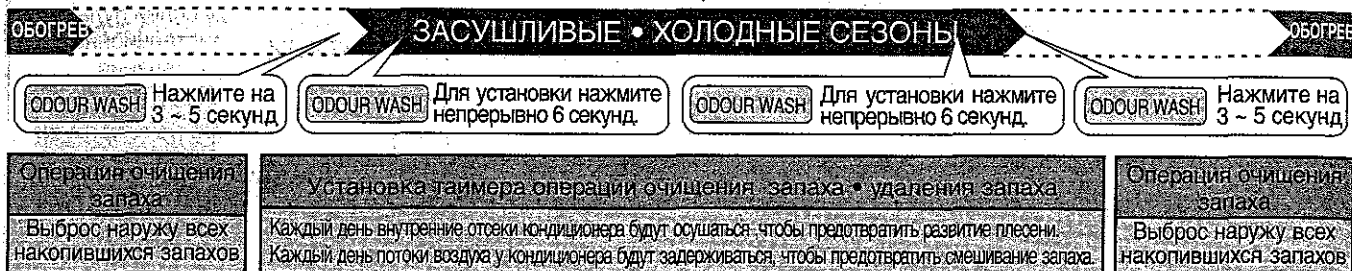 ОБОГРЕВ
ЗАСУШЛИВЫЕ • ХОЛОДНЫЕ СЕЗОНЫ
ОБОГРЕВ
ODOUR WASH
Нажмите на
3 ~ 5 секунд
ODOUR WASH
Для установки нажмите
непрерывно 6 секунд.
ODOUR WASH
Для установки нажмите
непрерывно 6 секунд.
ODOUR WASH
Нажмите на
3 ~ 5 секунд
Операция очищения
запаха
Выброс наружу всех
накопившихся запахов
Установка таймера операции очищения запаха • удаления запаха
Каждый день внутренние отсеки кондиционера будут осушаться, чтобы предотвратить развитие плесени.
Каждый день потоки воздуха у кондиционера будут задерживаться, чтобы предотвратить смешивание запаха.
Операция очищения
запаха
Выброс наружу всех
накопившихся запахов